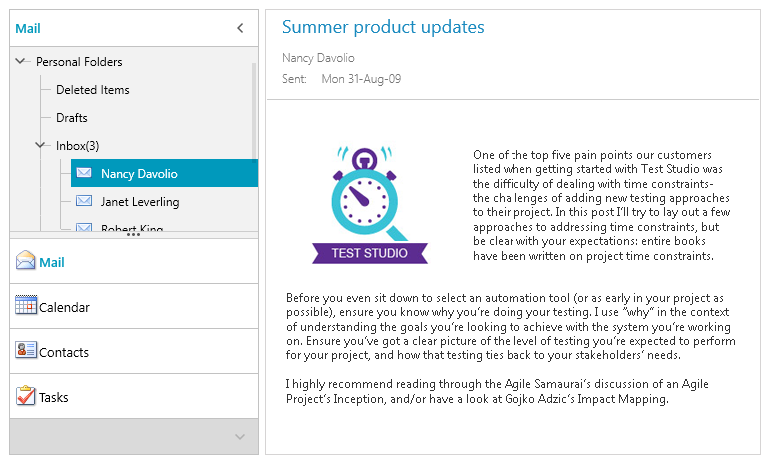 Mail
Personal Folders
Deleted Items
Drafts
Inbox(3)
Nancy Davolio
Janet Leverling
Robert King
Mail
Calendar
Contacts
Tasks
Summer product updates
Nancy Davolio
Sent: Mon 31-Aug-09
TEST STUDIO
One of the top five pain points our customers
listed when getting started with Test Studio was
the difficulty of dealing with time constraints-
the challenges of adding new testing approaches
to their project. In this post I'll try to lay out a few
approaches to addressing time constraints, but
be clear with your expectations: entire books
have been written on project time constraints.
Before you even sit down to select an automation tool (or as early in your project as
possible), ensure you know why you're doing your testing. I use "why" in the context
of understanding the goals you're looking to achieve with the system you're working
on. Ensure you've got a clear picture of the level of testing you're expected to perform
for your project, and how that testing ties back to your stakeholders' needs.
I highly recommend reading through the Agile Samaurai's discussion of an Agile
Project's Inception, and/or have a look at Gojko Adzic's Impact Mapping.